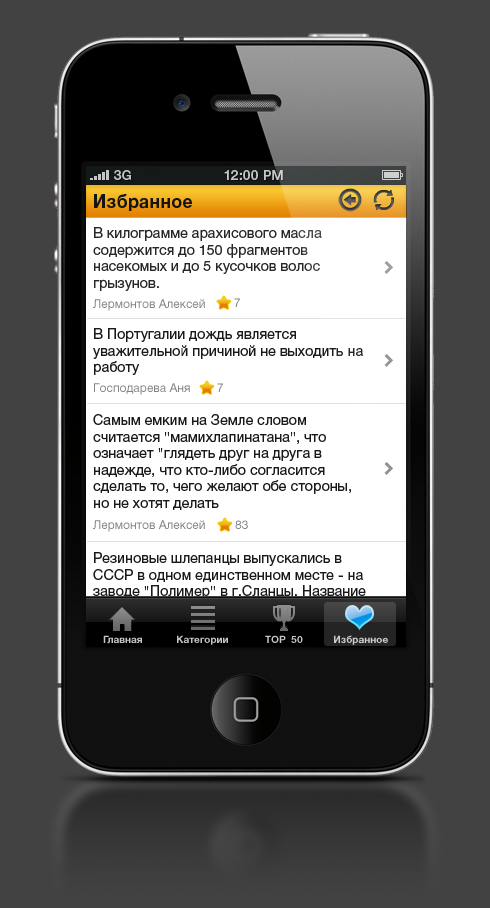 3G 12:00 PM
Избранное
В килограмме арахисового масла
содержится до 150 фрагментов
насекомых и до 5 кусочков волос
грызунов.
Лермонтов Алексей 7
В Португалии дождь является
уважительной причиной не выходить на
работу
Господарева Аня 7
Самым емким на Земле словом
считается "мамихлапинатана", что
означает "глядеть друг на друга в
надежде, что кто-либо согласится
сделать то, чего желают обе стороны,
но не хотят делать
Лермонтов Алексей 83
Резиновые шлепанцы выпускались в
СССР в одном единственном месте - на
заводе "Полимер" в г.Сланцы. Название
Главная Категории TOP 50 Избранное